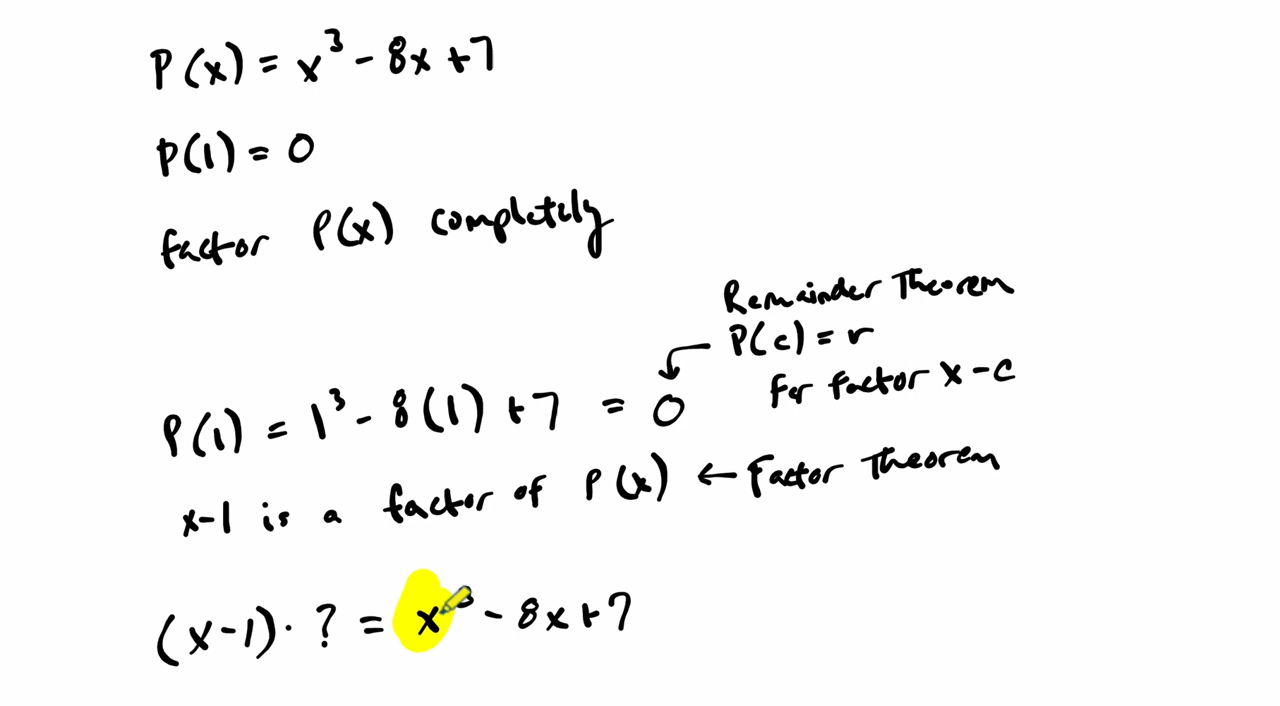 P(x) = x³ - 8x + 7
P(1) = 0
factor P(x) completely
Remainder Theorem
P(c) = r
for factor x - c
P(1) = 1³ - 8(1) + 7 = 0
x-1 is a factor of P(x) ← Factor Theorem
(x-1) · ? = x³ - 8x + 7